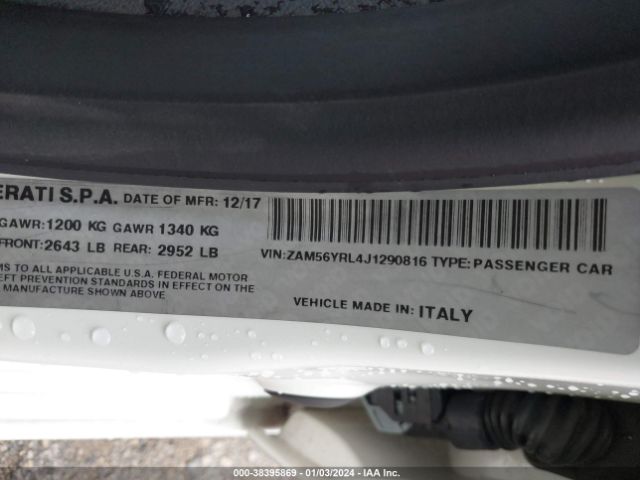 ERATI S.P.A. DATE OF MFR: 12/17
GAWR:1200 KG GAWR 1340 KG
FRONT:2643 LB REAR: 2952 LB
MS TO ALL APPLICABLE U.S.A. FEDERAL MOTOR
EFT PREVENTION STANDARDS IN EFFECT ON THE
MANUFACTURE SHOWN ABOVE.
VIN:ZAM56YRL4J1290816 TYPE: PASSENGER CAR
VEHICLE MADE IN: ITALY
000-38395869 - 01/03/2024 - IAA Inc.